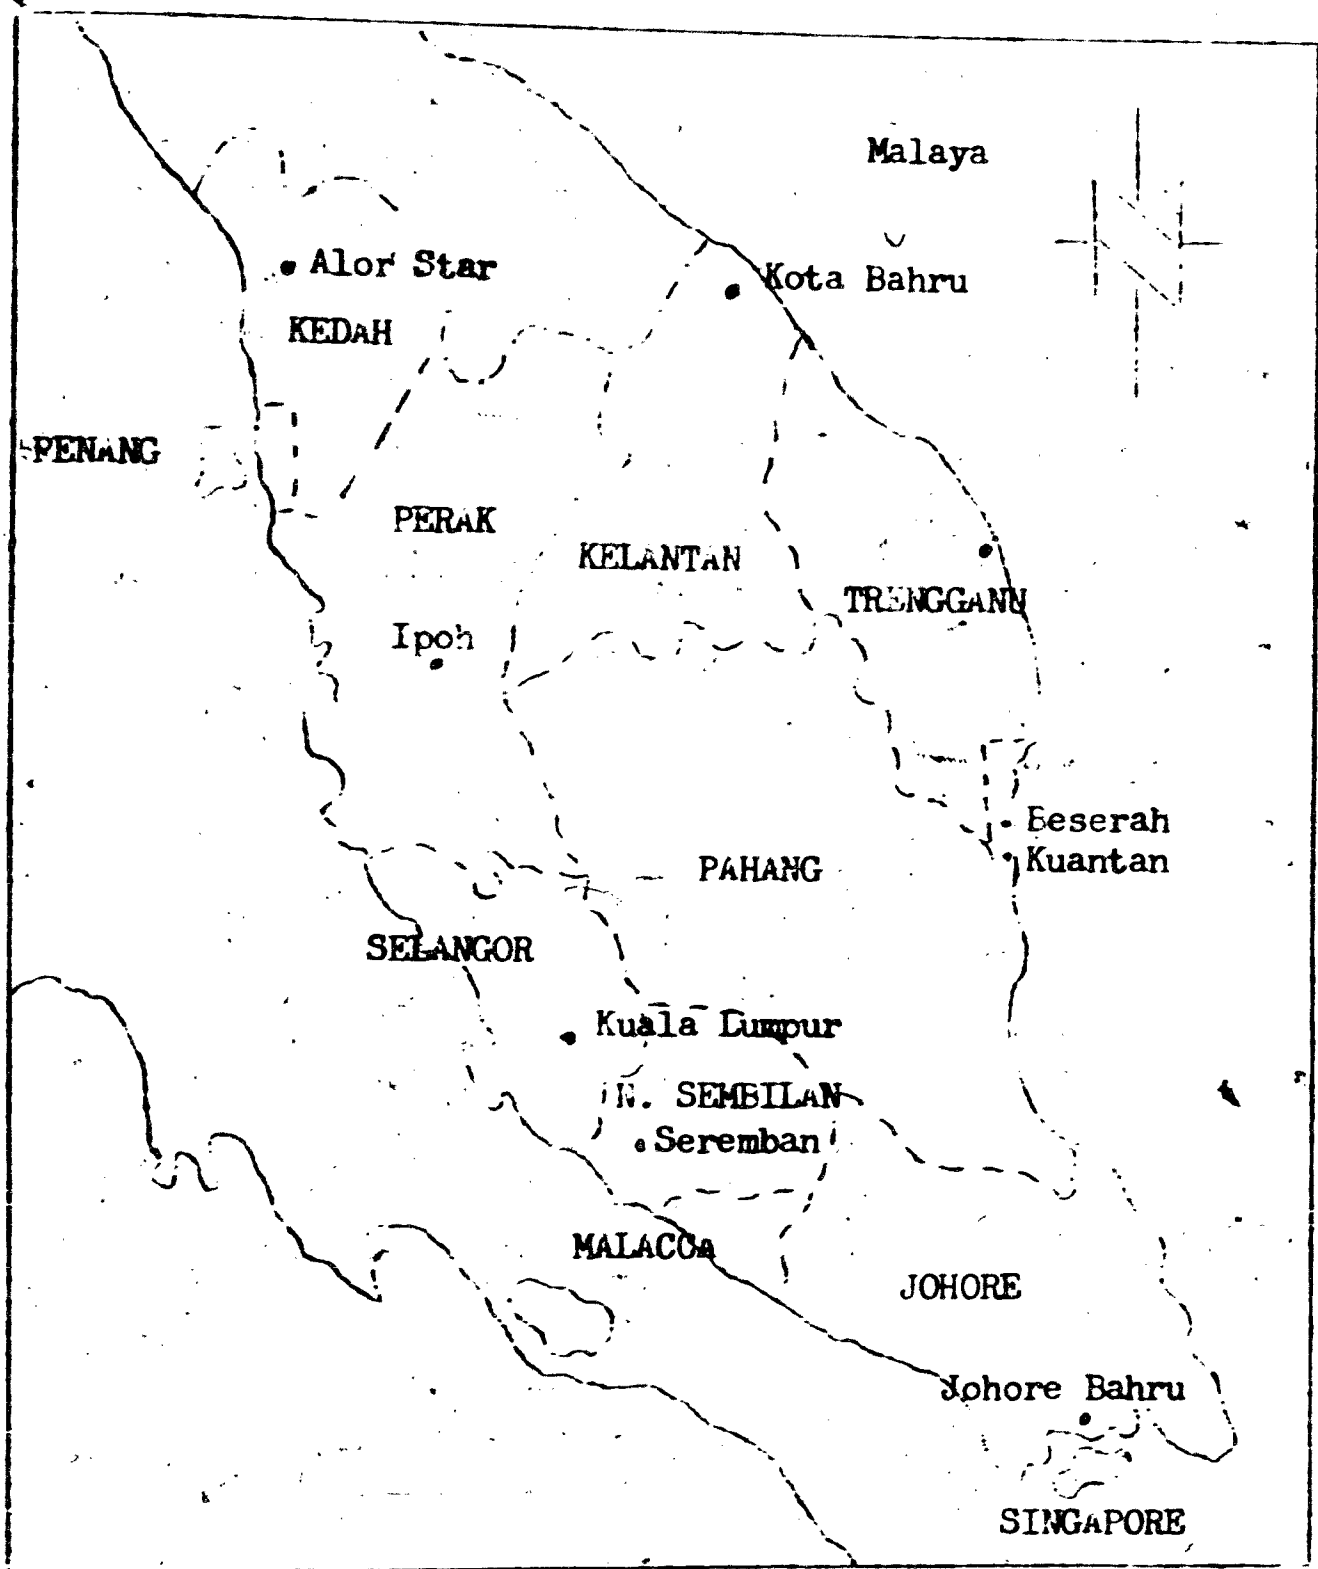 Malaya
Alor Star
Kota Bahru
KEDAH
PENANG
PERAK
KELANTAN
TRENGGANU
Ipoh
Beserah
Kuantan
PAHANG
SELANGOR
Kuala Lumpur
N. SEMBILAN
Seremban
MALACCA
JOHORE
Johore Bahru
SINGAPORE